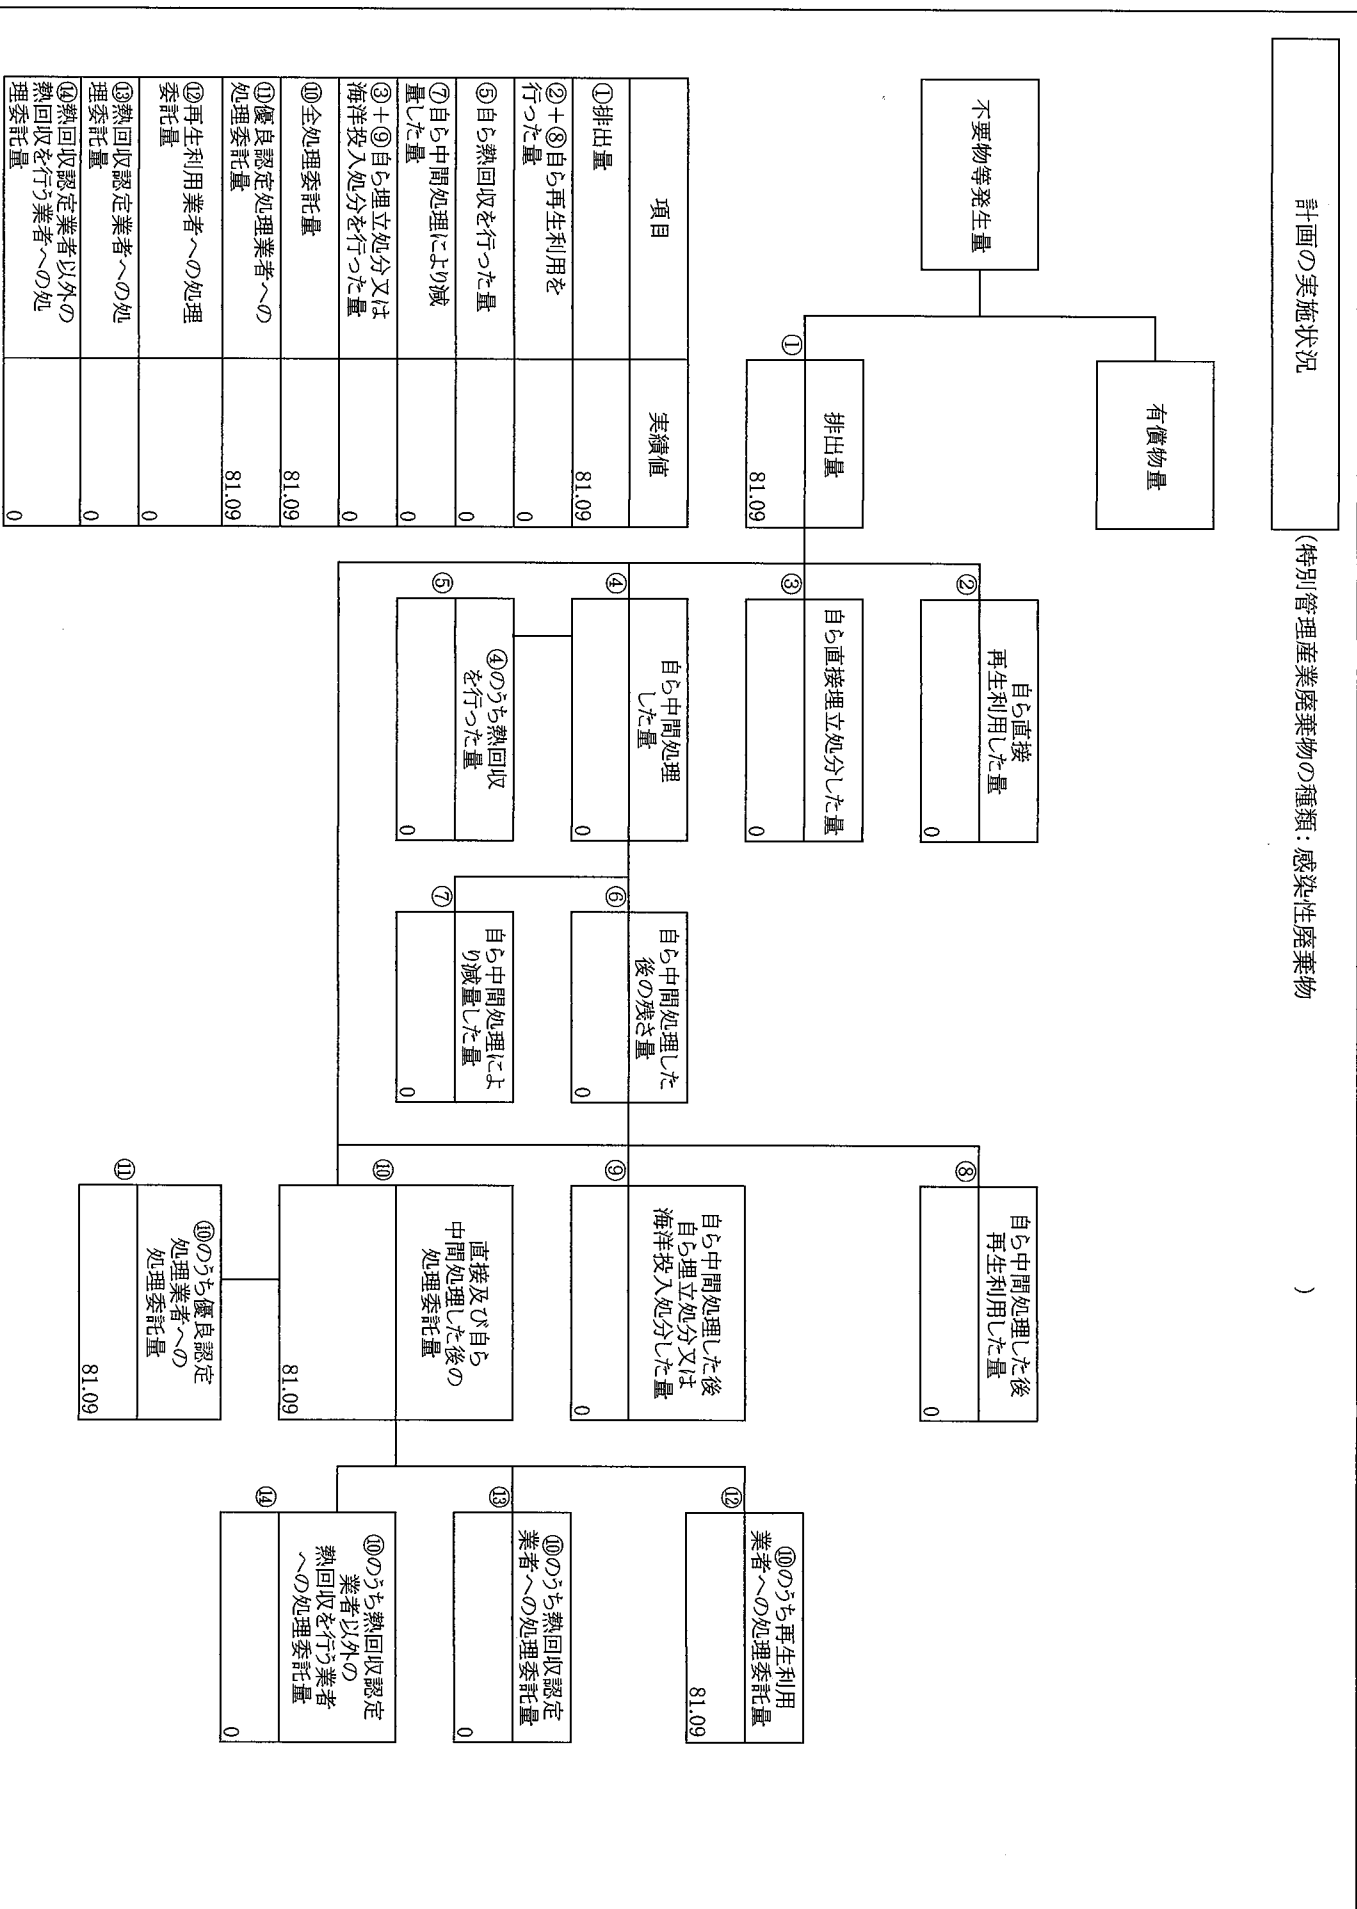 計画の実施状況
(特別管理産業廃棄物の種類：感染性廃棄物 )
有償物量
不要物等発生量
①
排出量
81.09
②
自ら直接
再生利用した量
0
③
自ら直接埋立処分した量
0
④
自ら中間処理
した量
0
⑤
④のうち熱回収
を行った量
0
⑥
自ら中間処理した
後の残さ量
0
⑦
自ら中間処理によ
り減量した量
0
⑧
自ら中間処理した後
再生利用した量
0
⑨
自ら中間処理した後
自ら埋立処分又は
海洋投入処分した量
0
⑩
直接及び自ら
中間処理した後の
処理委託量
81.09
⑪
⑩のうち優良認定
処理業者への
処理委託量
81.09
⑫
⑩のうち再生利用
業者への処理委託量
81.09
⑬
⑩のうち熱回収認定
業者への処理委託量
0
⑭
⑩のうち熱回収認定
業者以外の
熱回収を行う業者
への処理委託量
0
項目 実績値
①排出量 81.09
②＋⑧自ら再生利用を
行った量 0
⑤自ら熱回収を行った量 0
⑦自ら中間処理により減
量した量 0
③＋⑨自ら埋立処分又は
海洋投入処分を行った量 0
⑩全処理委託量 81.09
⑪優良認定処理業者への
処理委託量 81.09
⑫再生利用業者への処理
委託量 0
⑬熱回収認定業者への処
理委託量 0
⑭熱回収認定業者以外の
熱回収を行う業者への処
理委託量 0